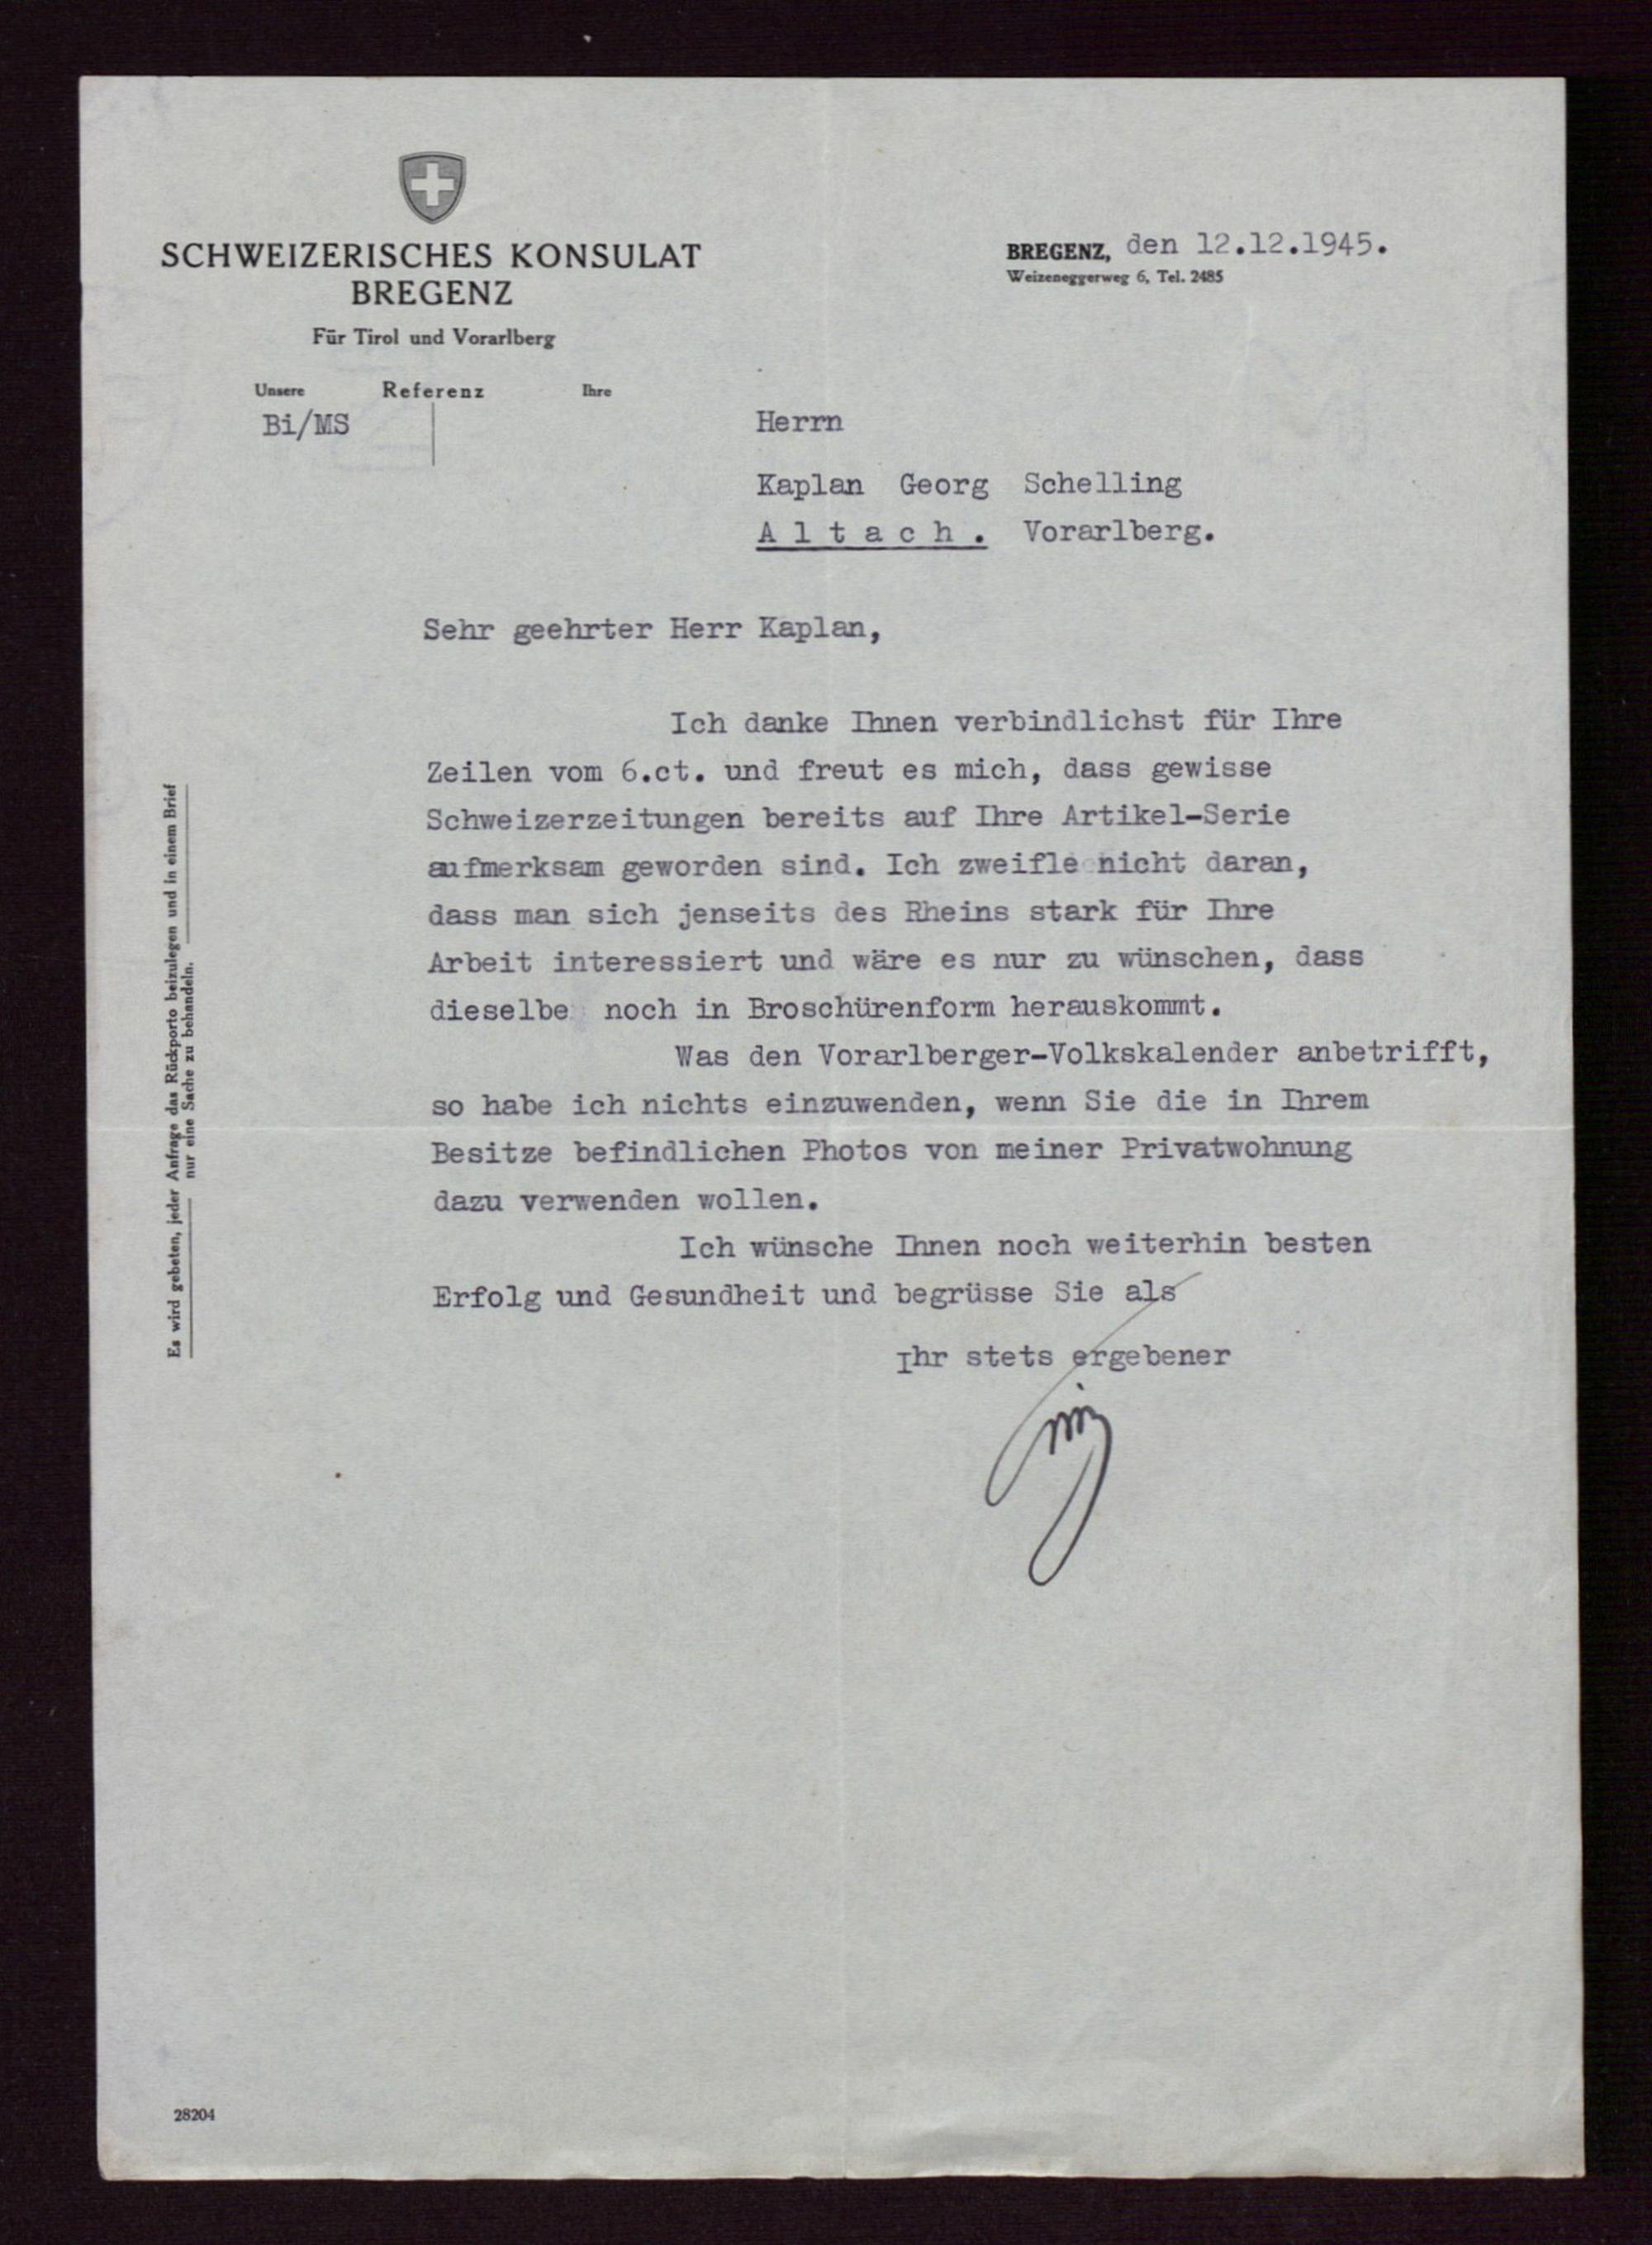 SCHWEIZERISCHES KONSULAT
BREGENZ
Für Tirol und Vorarlberg
BREGENZ, den 12.12.1945.
Weizeneggerweg 6, Tel. 2485
Unsere Referenz Ihre
Bi/MS
Herrn
Kaplan Georg Schelling
Altach. Vorarlberg.
Sehr geehrter Herr Kaplan,
Ich danke Ihnen verbindlichst für Ihre
Zeilen vom 6.ct. und freut es mich, dass gewisse
Schweizerzeitungen bereits auf Ihre Artikel-Serie
aufmerksam geworden sind. Ich zweifle nicht daran,
dass man sich jenseits des Rheins stark für Ihre
Arbeit interessiert und wäre es nur zu wünschen, dass
dieselbe noch in Broschürenform herauskommt.
Was den Vorarlberger-Volkskalender anbetrifft,
so habe ich nichts einzuwenden, wenn Sie die in Ihrem
Besitze befindlichen Photos von meiner Privatwohnung
dazu verwenden wollen.
Ich wünsche Ihnen noch weiterhin besten
Erfolg und Gesundheit und begrüsse Sie als
Ihr stets ergebener
Es wird gebeten, jeder Anfrage das Rückporto beizulegen und in einem Brief
nur eine Sache zu behandeln.
28204